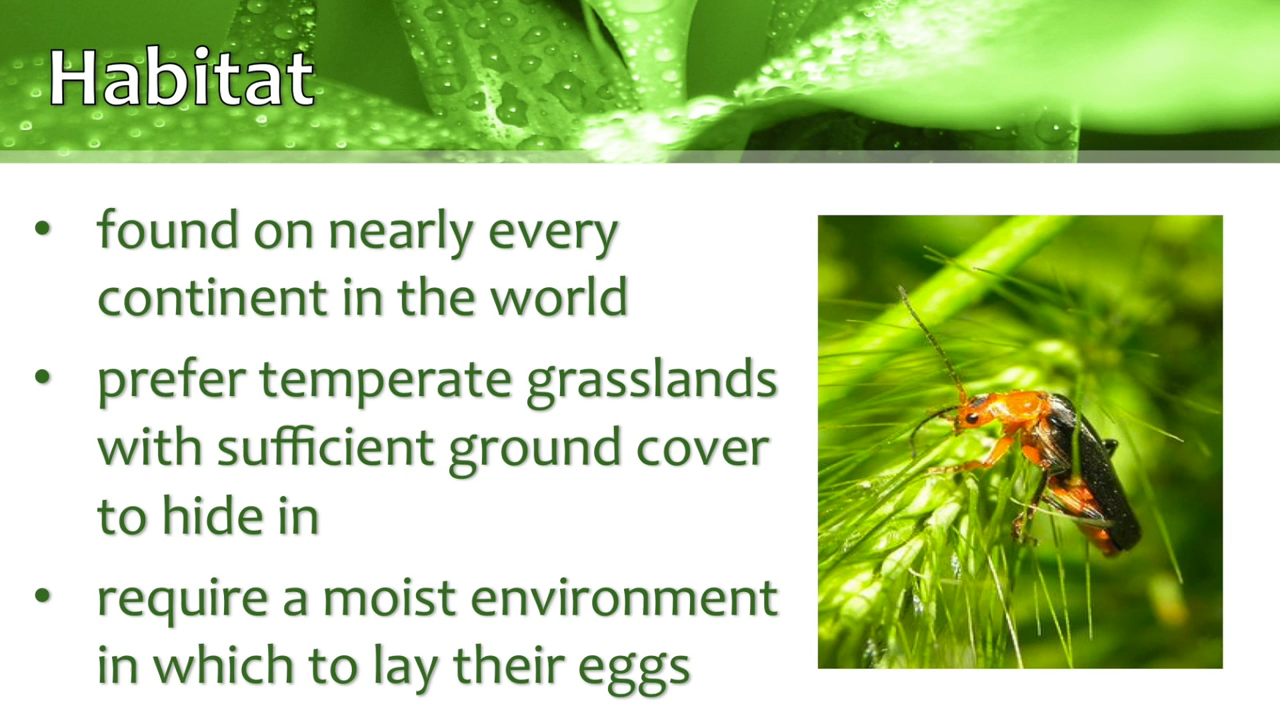 Habitat
• found on nearly every
continent in the world
• prefer temperate grasslands
with sufficient ground cover
to hide in
• require a moist environment
in which to lay their eggs